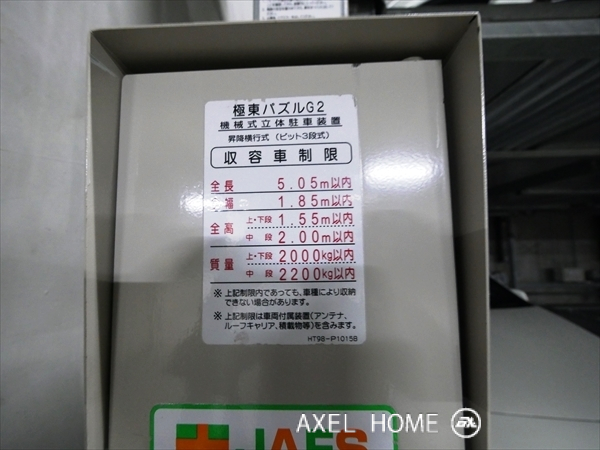 極東パズルG2
機械式立体駐車装置
昇降横行式（ピット3段式）
収容車制限
全長 5.05m以内
全幅 1.85m以内
全高 上・下段 1.55m以内
中段 2.00m以内
質量 上・下段 2000kg以内
中段 2200kg以内
※上記制限内であっても、車種により収納
できない場合があります。
※上記制限は車両付属装置(アンテナ、
ルーフキャリア、積載物等)を含みます。
HT98-P1015B
JAFS
AXEL HOME